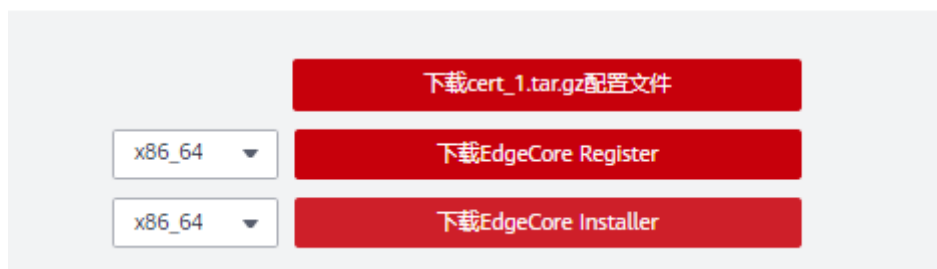 下载cert_1.tar.gz配置文件
x86_64 下载EdgeCore Register
x86_64 下载EdgeCore Installer